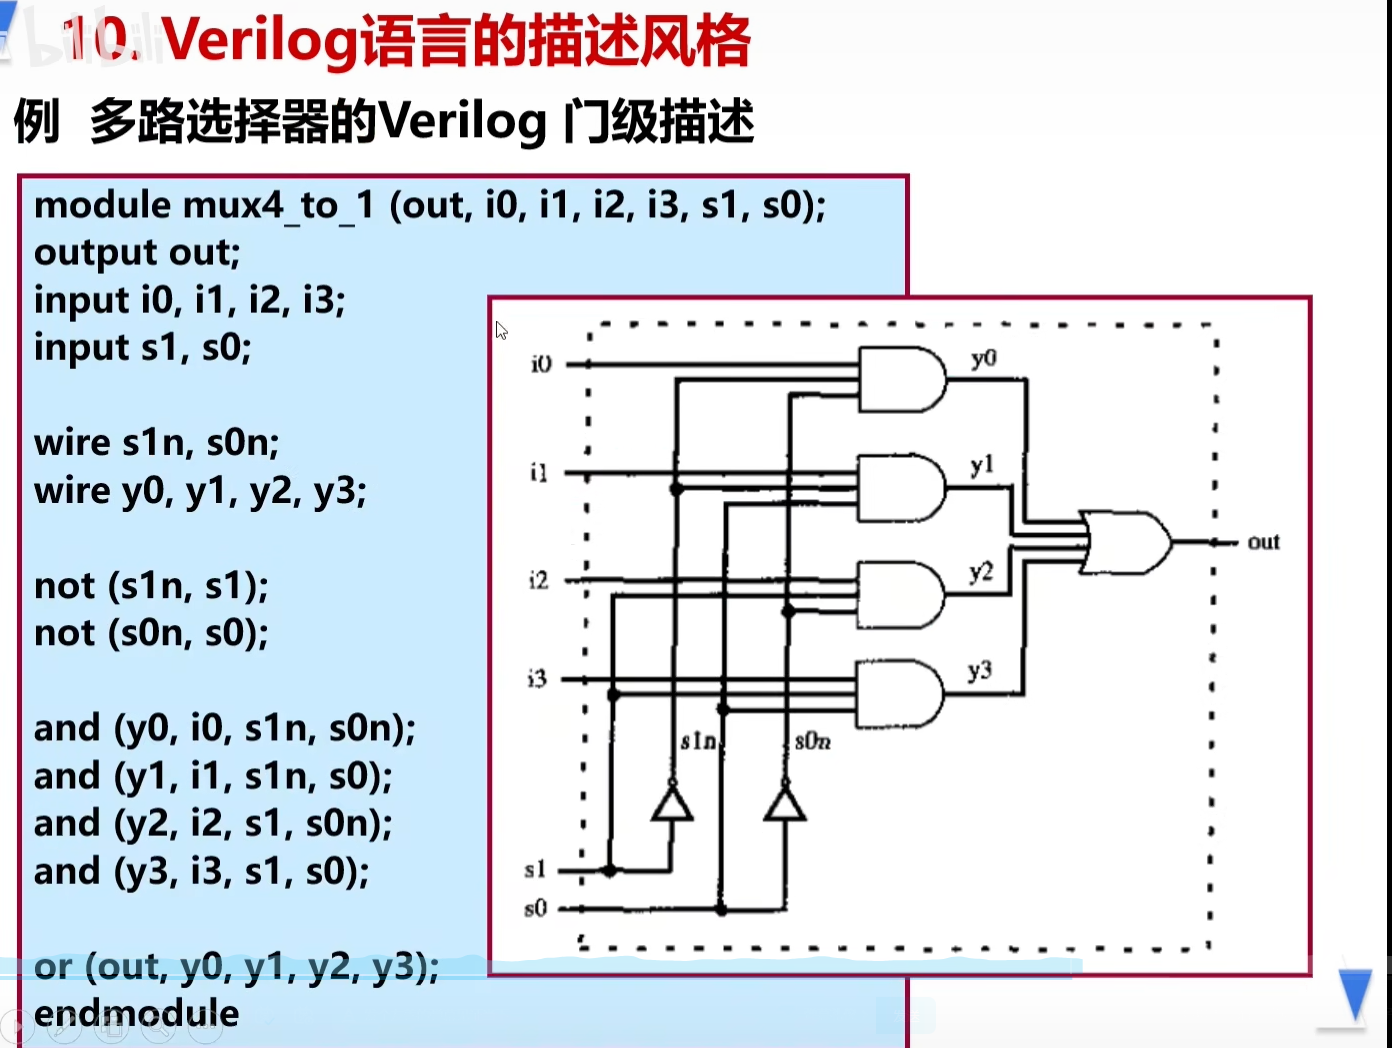 10. Verilog语言的描述风格
例 多路选择器的Verilog 门级描述
module mux4_to_1 (out, i0, i1, i2, i3, s1, s0);
output out;
input i0, i1, i2, i3;
input s1, s0;
wire s1n, s0n;
wire y0, y1, y2, y3;
not (s1n, s1);
not (s0n, s0);
and (y0, i0, s1n, s0n);
and (y1, i1, s1n, s0);
and (y2, i2, s1, s0n);
and (y3, i3, s1, s0);
or (out, y0, y1, y2, y3);
endmodule
i0
y0
i1
y1
out
i2
y2
i3
y3
s1n
s0n
s1
s0
bilibili